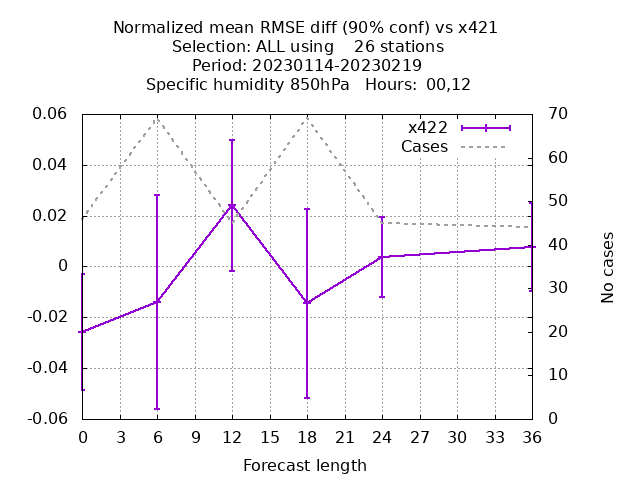 Normalized mean RMSE diff (90% conf) vs x421
Selection: ALL using    26 stations
Period: 20230114-20230219
Specific humidity 850hPa   Hours:  00,12
x422
Cases
0.06
0.04
0.02
0
-0.02
-0.04
-0.06
70
60
50
40
30
20
10
0
No cases
0 3 6 9 12 15 18 21 24 27 30 33 36
Forecast length